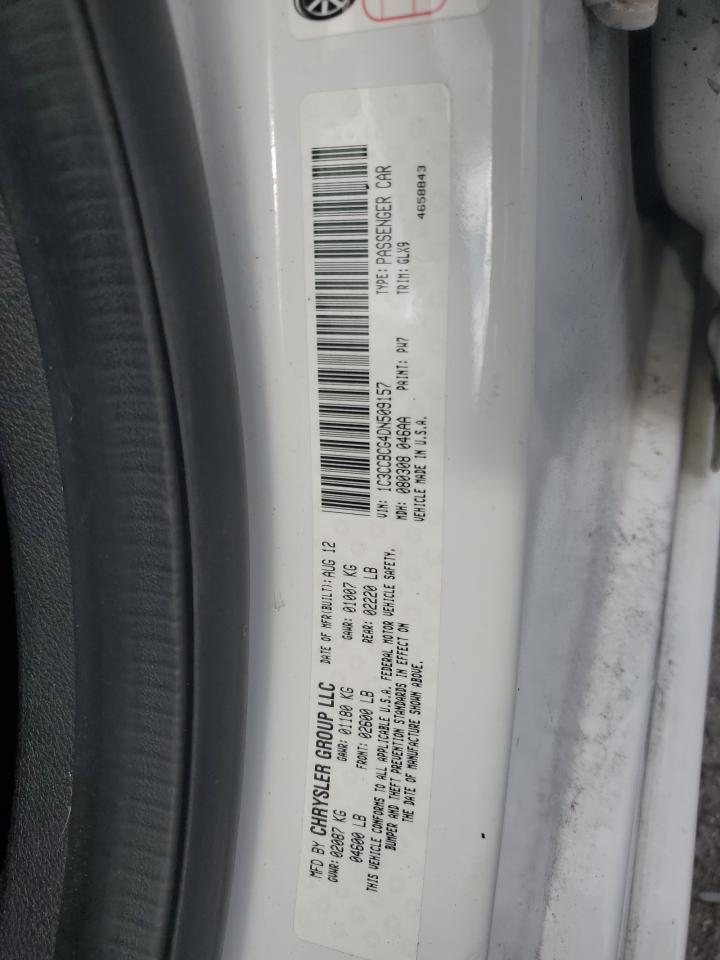 MFD BY CHRYSLER GROUP LLC DATE OF MFR(BUILT): AUG 12
GVWR: 02087 KG GAWR: 01180 KG GAWR: 01007 KG
04600 LB FRONT: 02600 LB REAR: 02220 LB
THIS VEHICLE CONFORMS TO ALL APPLICABLE U.S.A. FEDERAL MOTOR VEHICLE SAFETY,
BUMPER AND THEFT PREVENTION STANDARDS IN EFFECT ON
THE DATE OF MANUFACTURE SHOWN ABOVE.
VIN: 1C3CCBCG4DN509157 TYPE: PASSENGER CAR
MDH: 080308 046AA PAINT: PW7 TRIM: GLX9
VEHICLE MADE IN U.S.A. 4658843